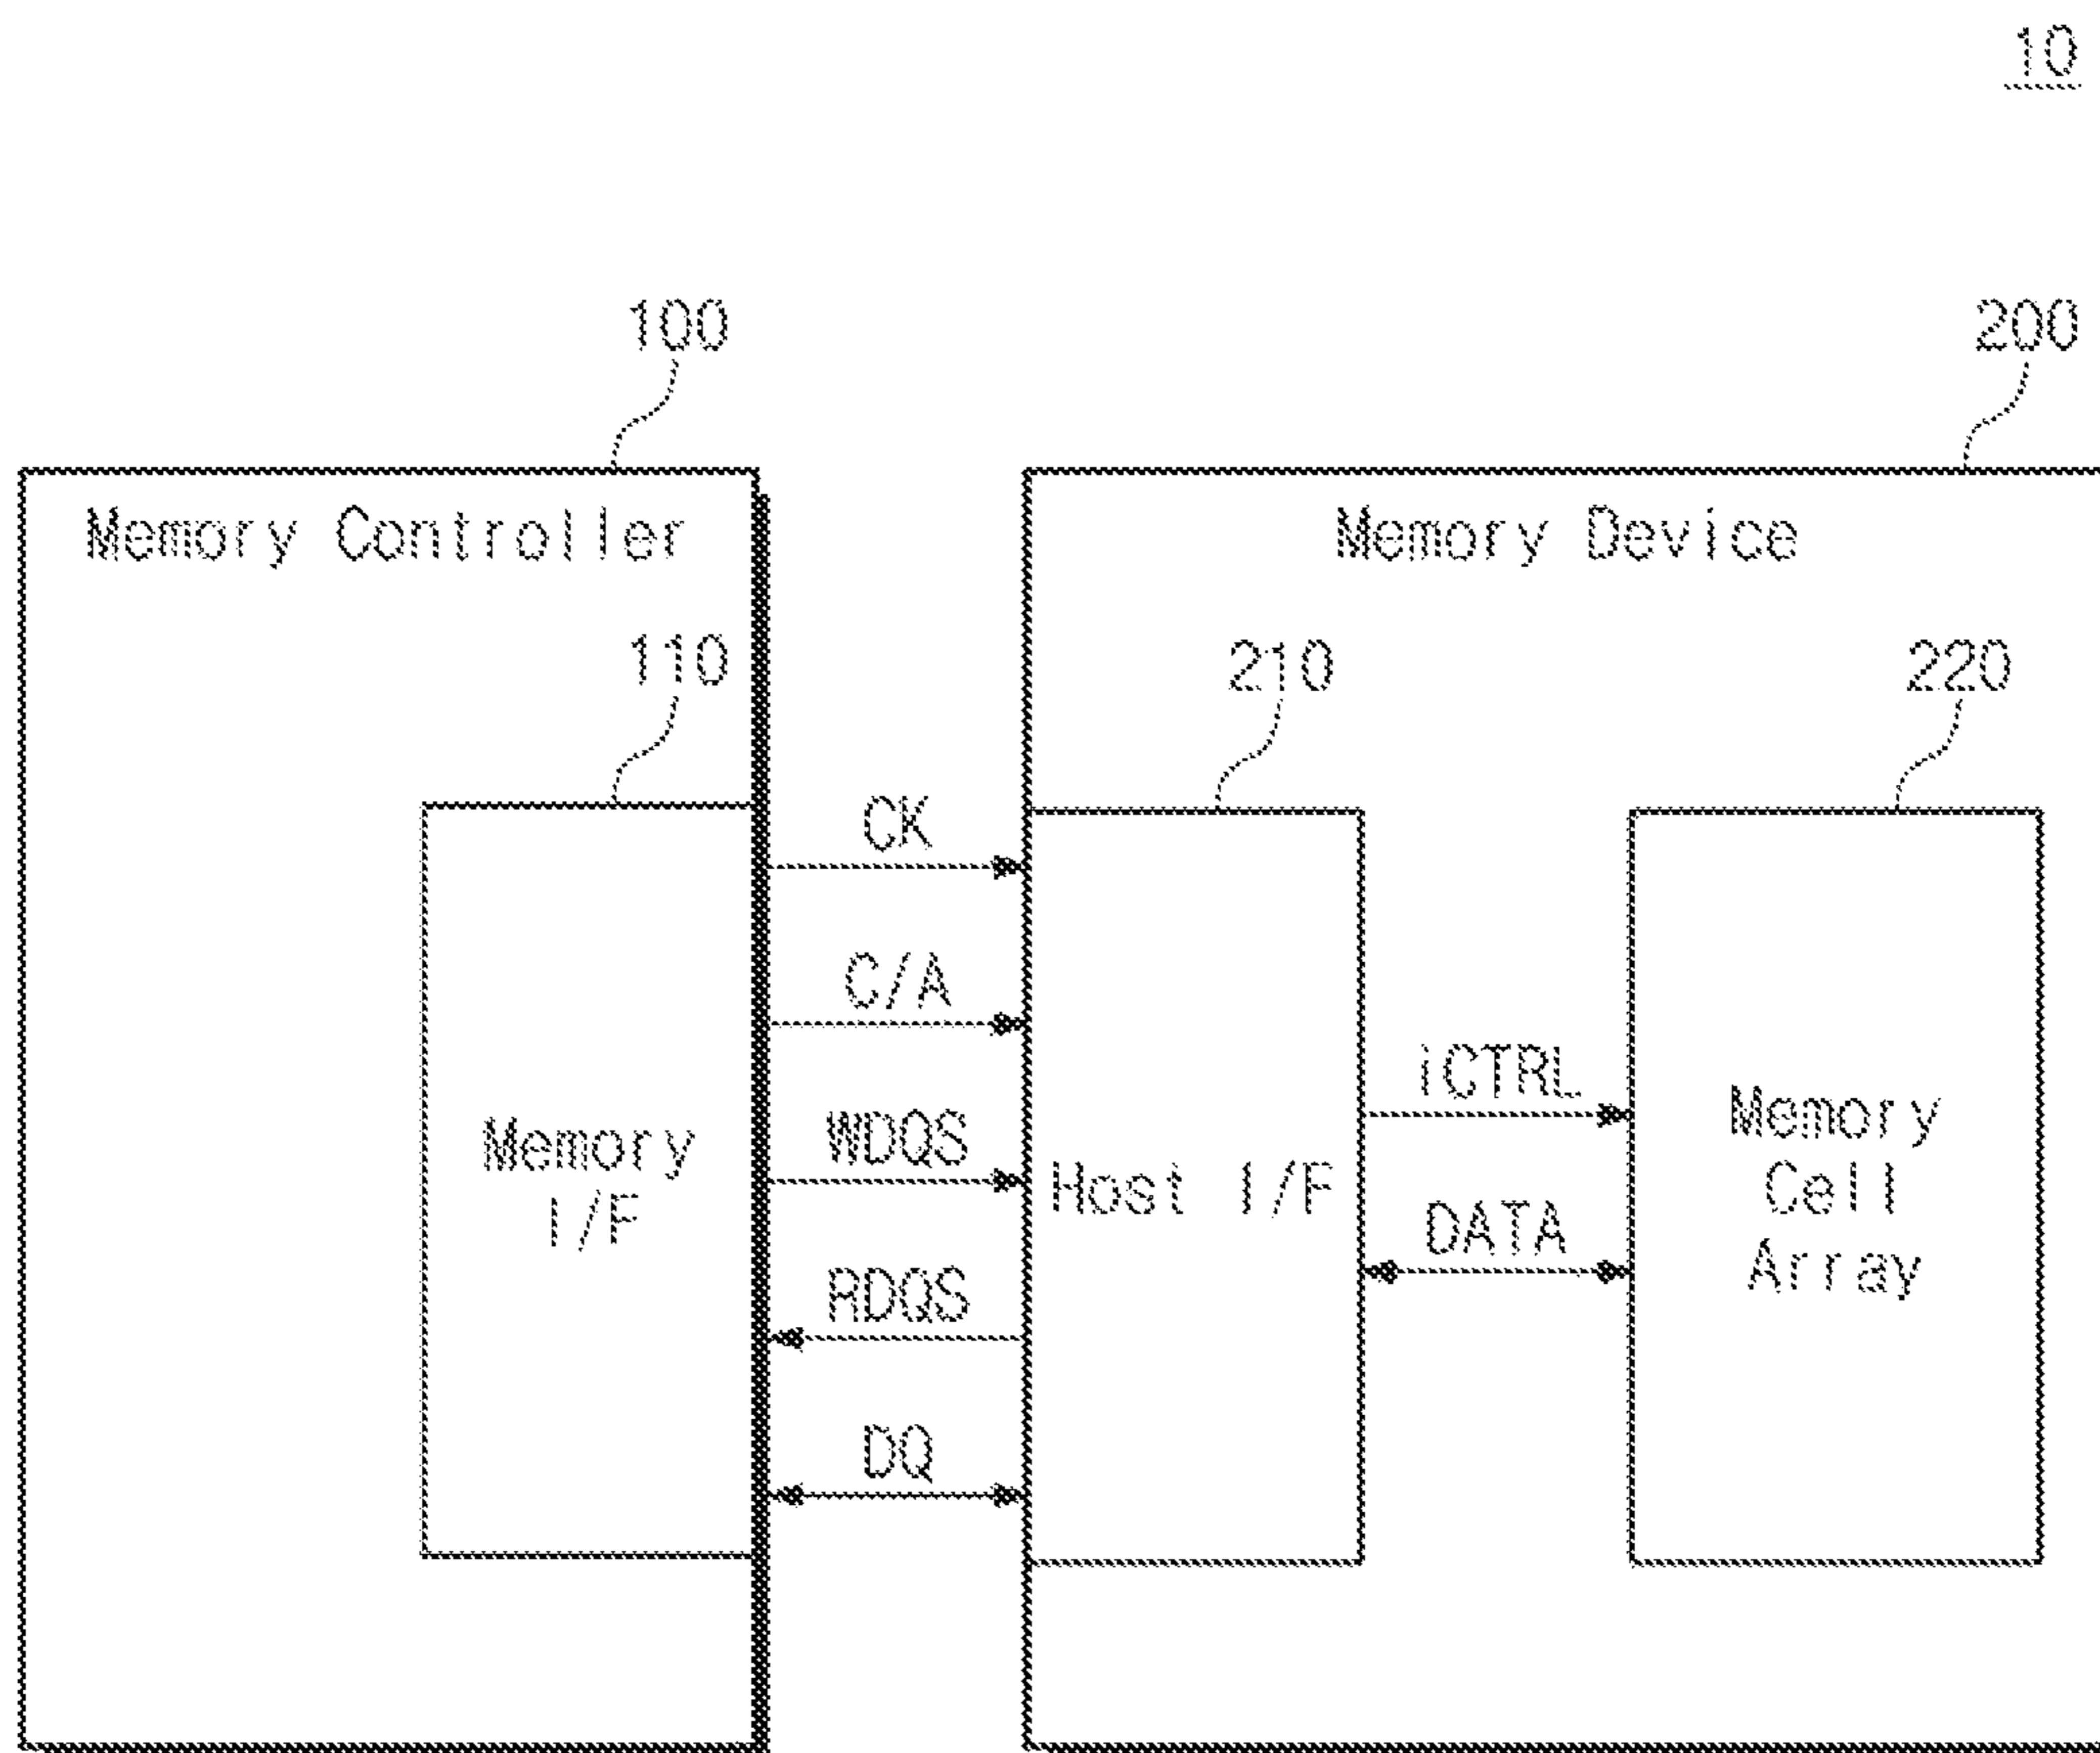 10
100
200
Memory Controller
Memory Device
110
210
220
CK
C/A
WDQS
RDQS
DQ
Memory
I/F
Host I/F
iCTRL
DATA
Memory
Cell
Array